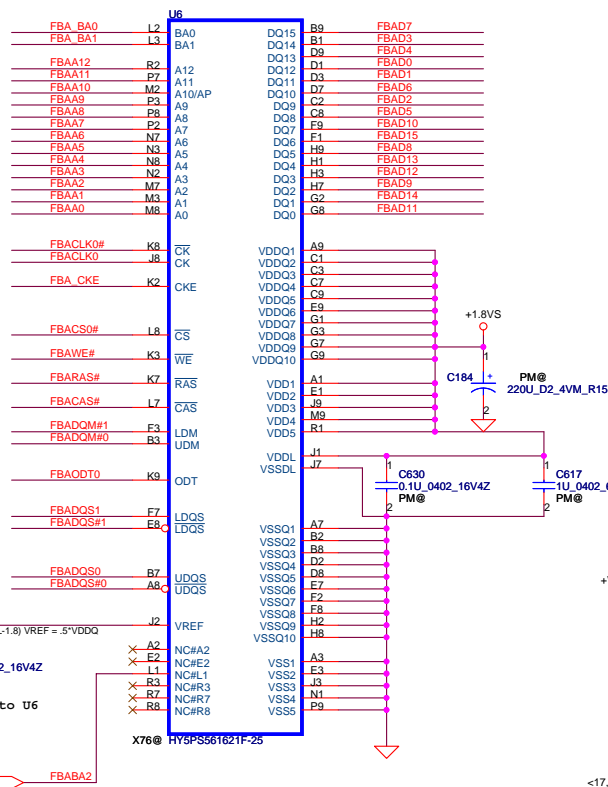 U6
FBA_BA0 L2 BA0 DQ15 B9 FBAD7
FBA_BA1 L3 BA1 DQ14 B1 FBAD3
DQ13 D9 FBAD4
FBAA12 R2 A12 DQ12 D1 FBAD0
FBAA11 P7 A11 DQ11 D3 FBAD1
FBAA10 M2 A10/AP DQ10 D7 FBAD6
FBAA9 P3 A9 DQ9 C2 FBAD2
FBAA8 P8 A8 DQ8 C8 FBAD5
FBAA7 P2 A7 DQ7 F9 FBAD10
FBAA6 N7 A6 DQ6 F1 FBAD15
FBAA5 N3 A5 DQ5 H9 FBAD8
FBAA4 N8 A4 DQ4 H1 FBAD13
FBAA3 N2 A3 DQ3 H3 FBAD12
FBAA2 M7 A2 DQ2 H7 FBAD9
FBAA1 M3 A1 DQ1 G2 FBAD14
FBAA0 M8 A0 DQ0 G8 FBAD11
FBACLK0# K8 CK VDDQ1 A9
FBACLK0 J8 CK VDDQ2 C1
VDDQ3 C3
FBA_CKE K2 CKE VDDQ4 C7
VDDQ5 C9
VDDQ6 E9
VDDQ7 G1
FBACS0# L8 CS VDDQ8 G3
VDDQ9 G7
FBAWE# K3 WE VDDQ10 G9
+1.8VS
1
FBARAS# K7 RAS VDD1 A1
VDD2 E1
FBACAS# L7 CAS VDD3 J9
VDD4 M9
FBADQM#1 F3 LDM VDD5 R1
FBADQM#0 B3 UDM
C184 + PM@
220U_D2_4VM_R15
2
VDDL J1
VSSDL J7
FBAODT0 K9 ODT
1 C630
0.1U_0402_16V4Z
PM@
2
1 C617
1U_0402_6
PM@
2
FBADQS1 F7 LDQS
FBADQS#1 E8 LDQS VSSQ1 A7
VSSQ2 B2
VSSQ3 B8
VSSQ4 D2
FBADQS0 B7 UDQS VSSQ5 D8
FBADQS#0 A8 UDQS VSSQ6 E7
VSSQ7 F2
VSSQ8 F8
J2 VREF VSSQ9 H2
VSSQ10 H8
L-1.8) VREF = .5*VDDQ
A2 NC#A2
E2 NC#E2 VSS1 A3
L1 NC#L1 VSS2 E3
R3 NC#R3 VSS3 J3
R7 NC#R7 VSS4 N1
R8 NC#R8 VSS5 P9
2_16V4Z
to U6
X76@ HY5PS561621F-25
FBABA2
<17,